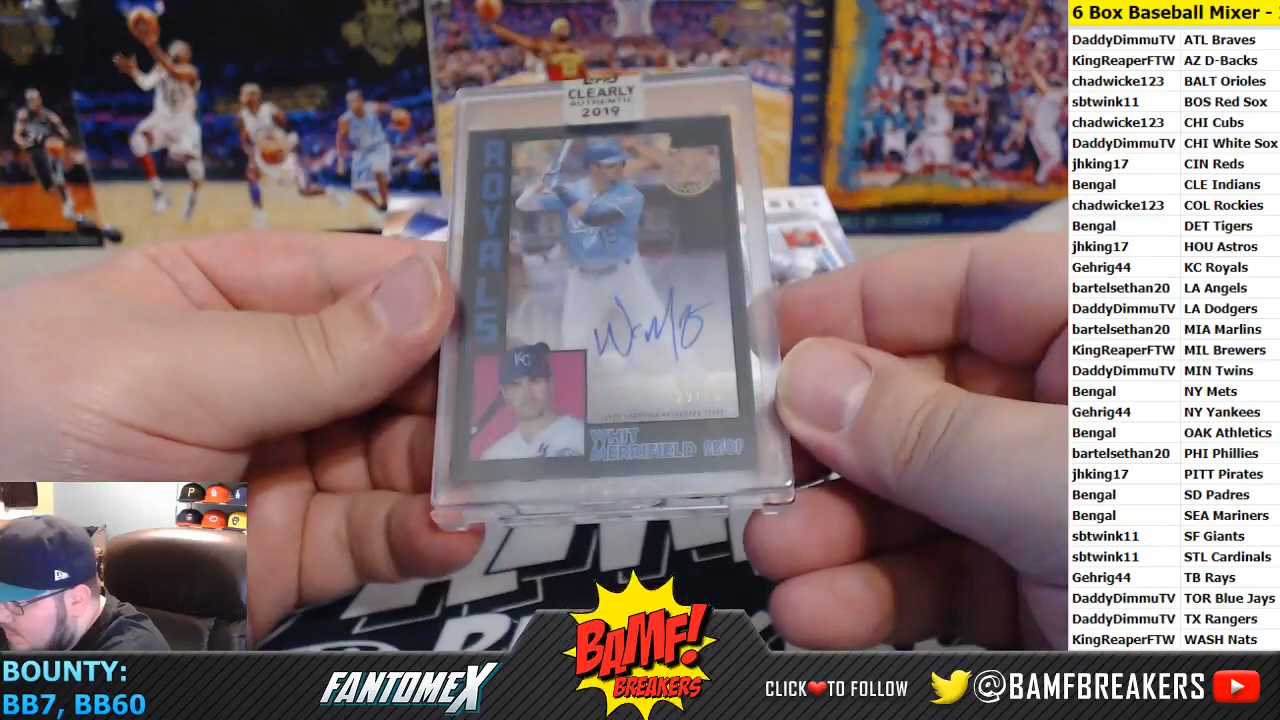 6 Box Baseball Mixer -
DaddyDimmuTV ATL Braves
KingReaperFTW AZ D-Backs
chadwicke123 BALT Orioles
sbtwink11 BOS Red Sox
chadwicke123 CHI Cubs
DaddyDimmuTV CHI White Sox
jhking17 CIN Reds
Bengal CLE Indians
chadwicke123 COL Rockies
Bengal DET Tigers
jhking17 HOU Astros
Gehrig44 KC Royals
bartelsethan20 LA Angels
DaddyDimmuTV LA Dodgers
bartelsethan20 MIA Marlins
KingReaperFTW MIL Brewers
DaddyDimmuTV MIN Twins
Bengal NY Mets
Gehrig44 NY Yankees
Bengal OAK Athletics
bartelsethan20 PHI Phillies
jhking17 PITT Pirates
Bengal SD Padres
Bengal SEA Mariners
sbtwink11 SF Giants
sbtwink11 STL Cardinals
Gehrig44 TB Rays
DaddyDimmuTV TOR Blue Jays
DaddyDimmuTV TX Rangers
KingReaperFTW WASH Nats
CLEARLY
AUTHENTIC
2019
ROYALS
15
KC
WHIT
MERRIFIELD 2B/OF
BOUNTY:
BB7, BB60
FANTOMEX
BAMF!
BREAKERS
CLICK TO FOLLOW
@BAMFBREAKERS